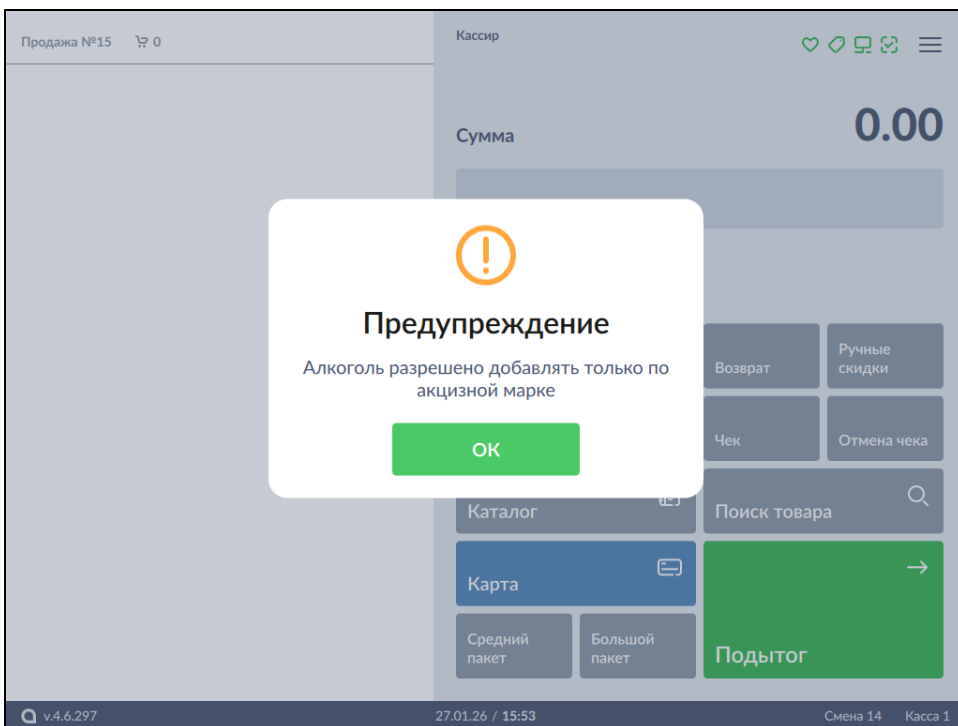 Продажа №15 0
Кассир
Сумма
0.00
Предупреждение
Алкоголь разрешено добавлять только по
акцизной марке
ОК
Возврат
Ручные
скидки
Чек
Отмена чека
Каталог
Поиск товара
Карта
Средний
пакет
Большой
пакет
Подытог
v.4.6.297
27.01.26 / 15:53
Смена 14
Касса 1